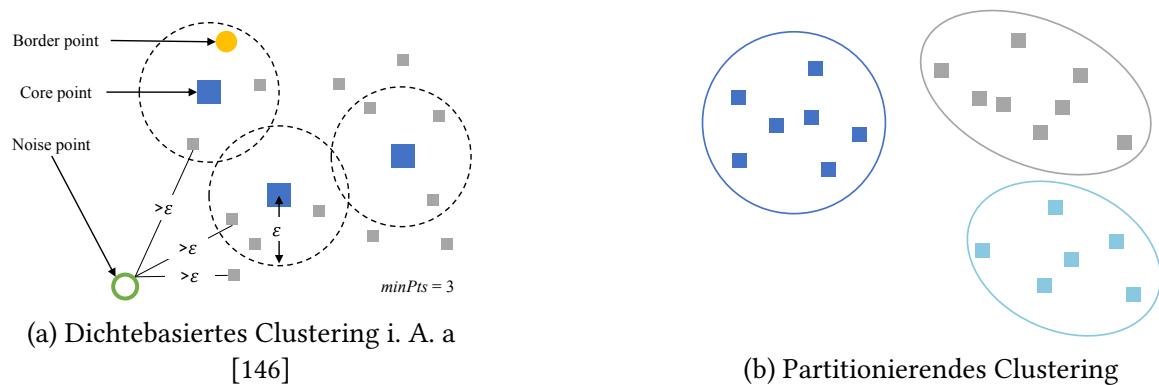 Border point
Core point
Noise point
>ε
>ε
>ε
ε
minPts = 3
(a) Dichtebasiertes Clustering i. A. a
[146]
(b) Partitionierendes Clustering